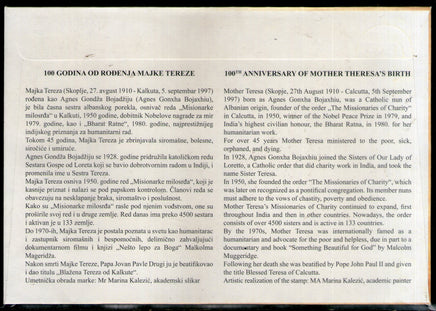 100 GODINA OD ROĐENJA MAJKE TEREZE
Majka Tereza (Skoplje, 27. avgust 1910 - Kalkuta, 5. septembar 1997)
rođena kao Agnes Gondža Bojadžiju (Agnes Gonxha Bojaxhiu),
je bila časna sestra albanskog porekla, osnivač reda „Misionarke
milosrđa“ u Kalkuti, 1950 godine, dobitnik Nobelove nagrade za mir
1979. godine, kao i „Bharat Ratne“, 1980. godine, najprestižnijeg
indijskog priznanja za humanitarni rad.
Tokom 45 godina, Majka Tereza je zbrinjavala siromašne, bolesne,
siročiće i umiruće.
Agnes Gondža Bojadžiju se 1928. godine pridružila katoličkom redu
Sestara Gospe od Loreta koji se bavio dobrotvornim radom u Indiji, i
promenila ime u Sestra Tereza.
Majka Tereza osniva 1950. godine red „Misionarke milosrđa“, koji je
kasnije priznat i nalazi se pod papskom kontrolom. Članovi reda se
obavezuju na nesklapanje braka, siromaštvo i poslušnost.
Kako su „Misionarke milosrđa“ rasle pod njenim vođstvom, one su
proširile svoj red i u druge zemlje. Red danas ima preko 4500 sestara
i aktivan je u 133 zemlje.
Do 1970-ih, Majka Tereza je postala poznata u svetu kao humanitarac
i zastupnik siromašnih i bespomoćnih, delimično zahvaljujući
dokumentarnom filmu i knjizi „Nešto lepo za Boga“ Malkolma
Mageridža.
Nakon smrti Majke Tereze, Papa Jovan Pavle Drugi ju je beatifikovao
i dao titulu „Blažena Tereza od Kalkute“.
Umetnička obrada marke: Mr Marina Kalezić, akademski slikar
100TH ANNIVERSARY OF MOTHER THERESA'S BIRTH
Mother Teresa (Skopje, 27th August 1910 - Calcutta, 5th September
1997) born as Agnes Gonxha Bojaxhiu, was a Catholic nun of
Albanian origin, founder of the order „The Missionaries of Charity“
in Calcutta, in 1950, winner of the Nobel Peace Prize in 1979, and
India's highest civilian honour, the Bharat Ratna, in 1980. for her
humanitarian work.
For over 45 years Mother Teresa ministered to the poor, sick,
orphaned, and dying.
In 1928, Agnes Gonxha Bojaxhiu joined the Sisters of Our Lady of
Loretto, a Catholic order that did charity work in India, and took the
name Sister Teresa.
In 1950, she founded the order „The Missionaries of Charity“, which
was later on recognized as a pontifical congregation. Its member nuns
must adhere to the vows of chastity, poverty and obedience.
Mother Teresa's Missionaries of Charity continued to expand, first
throughout India and then in other countries. Nowadays, the order
consists of over 4500 sisters and is active in 133 countries.
By the 1970s, Mother Teresa was internationally famed as a
humanitarian and advocate for the poor and helpless, due in part to a
documentary and book “Something Beautiful for God” by Malcolm
Muggeridge.
Following her death she was beatified by Pope John Paul II and given
the title Blessed Teresa of Calcutta.
Artistic realization of the stamp: MA Marina Kalezić, academic painter